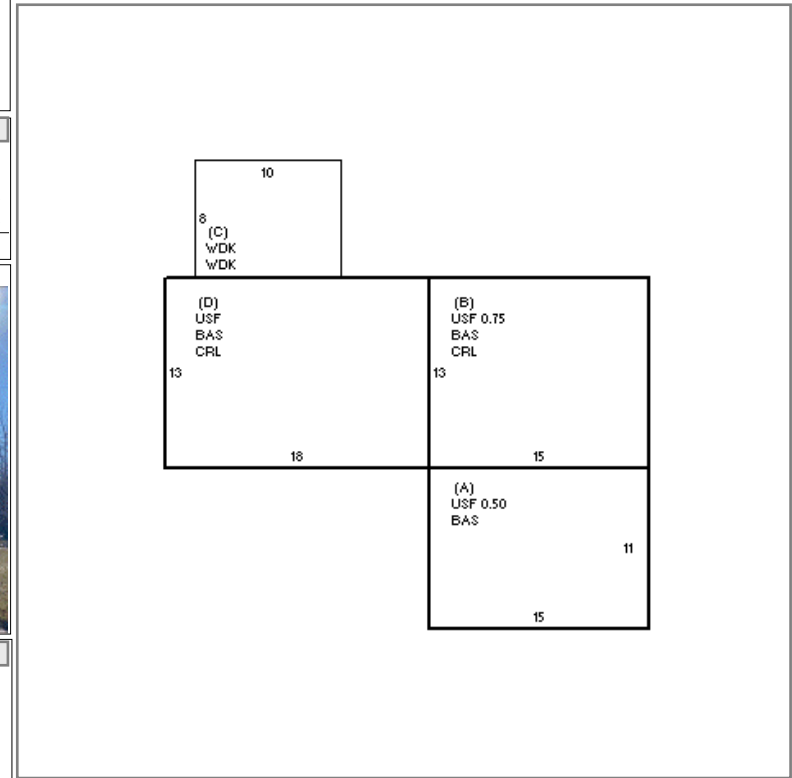 10
8
(C)
WDK
WDK
(D)
USF
BAS
CRL
13
18
(B)
USF 0.75
BAS
CRL
13
15
(A)
USF 0.50
BAS
11
15